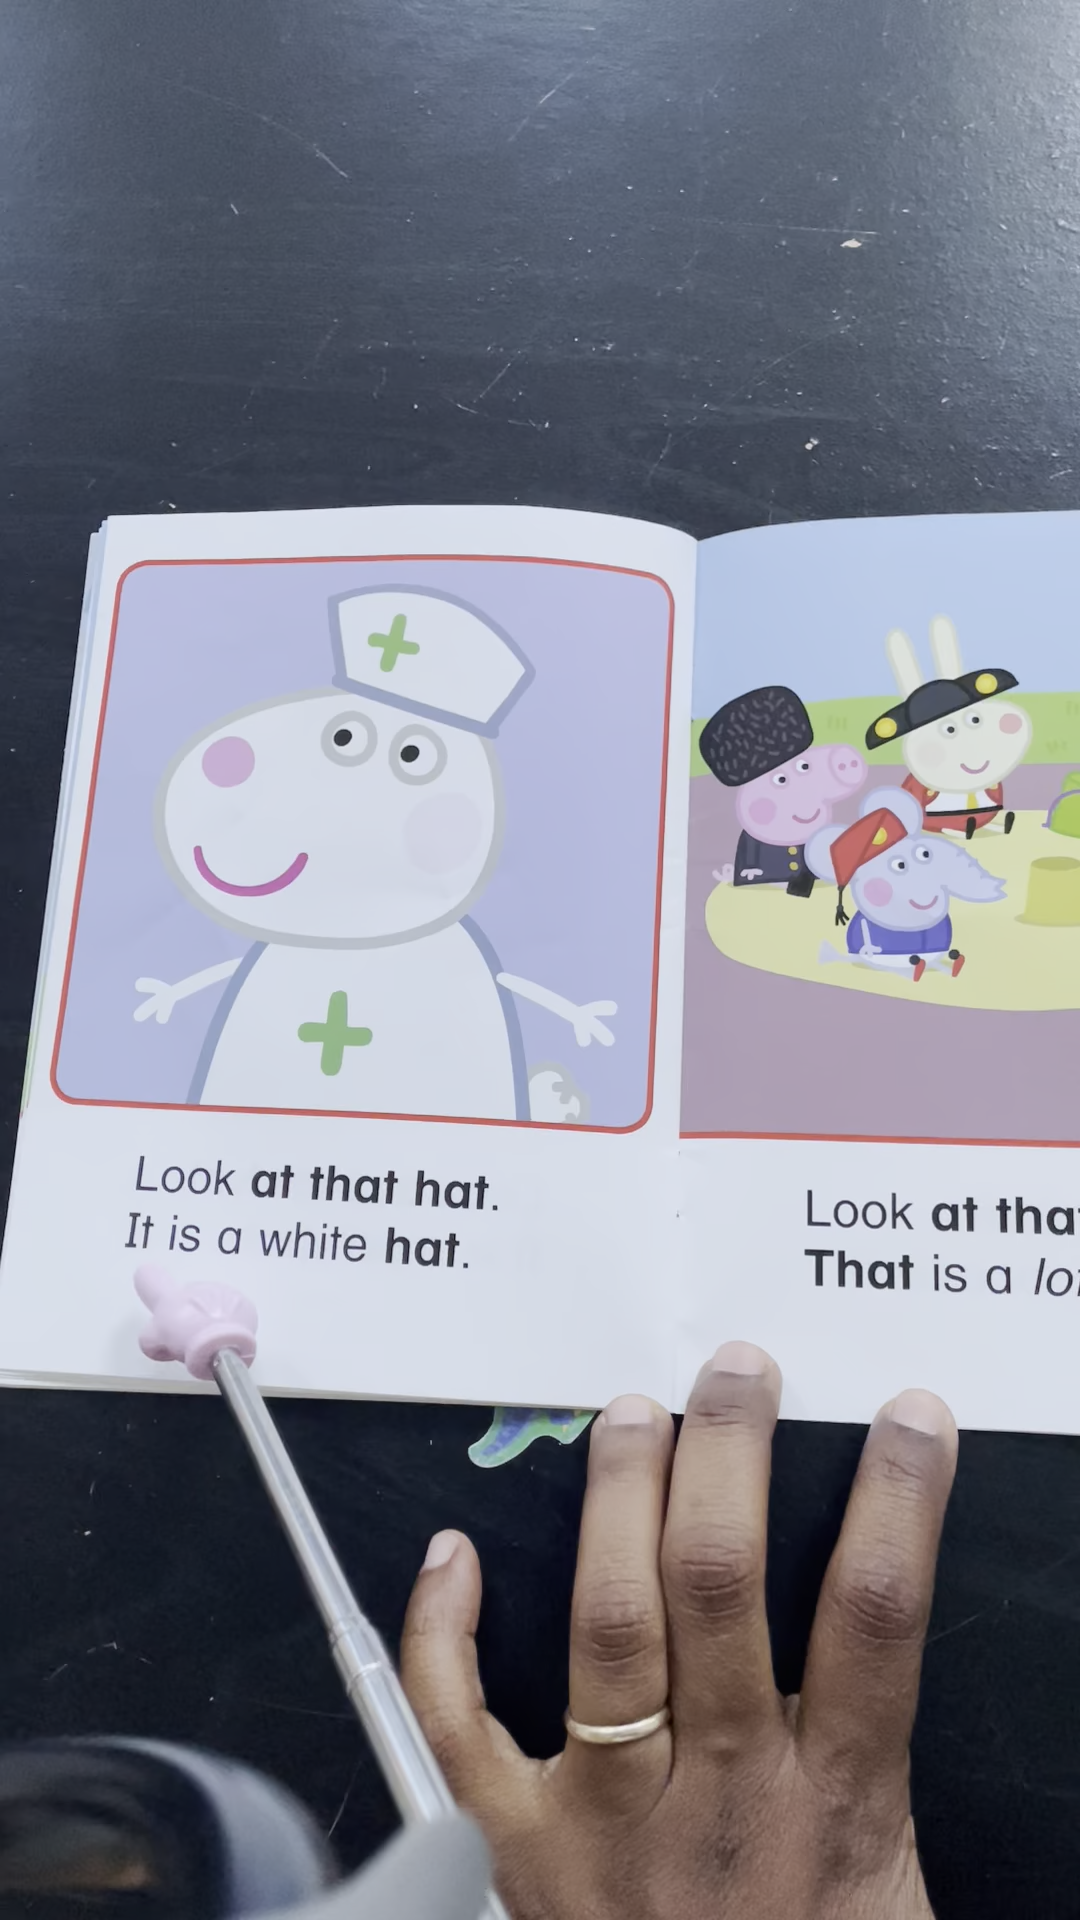 Look at that hat.
It is a white hat.
Look at
That is a